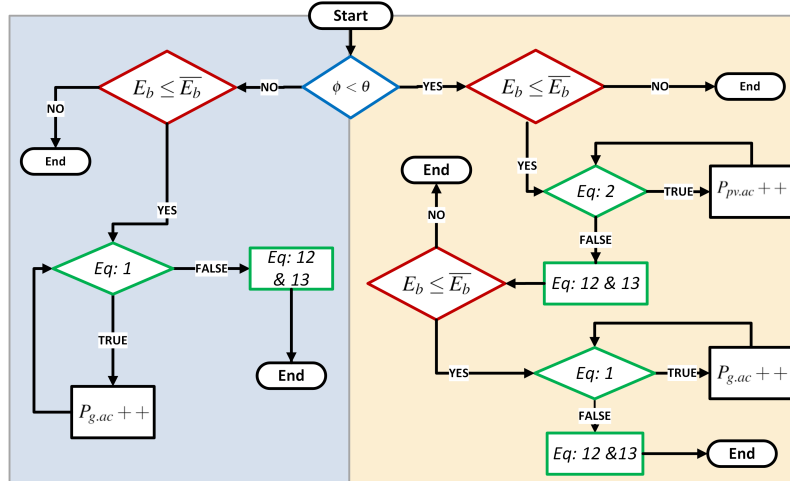 Start
ϕ < θ
NO
YES
E_b ≤ \overline{E_b}
E_b ≤ \overline{E_b}
NO
NO
End
End
YES
YES
End
Eq: 2
TRUE
P_{pv.ac} ++
NO
FALSE
Eq: 1
FALSE
Eq: 12
& 13
E_b ≤ \overline{E_b}
Eq: 12 & 13
TRUE
YES
Eq: 1
TRUE
P_{g.ac} ++
End
P_{g.ac} ++
FALSE
Eq: 12 &13
End